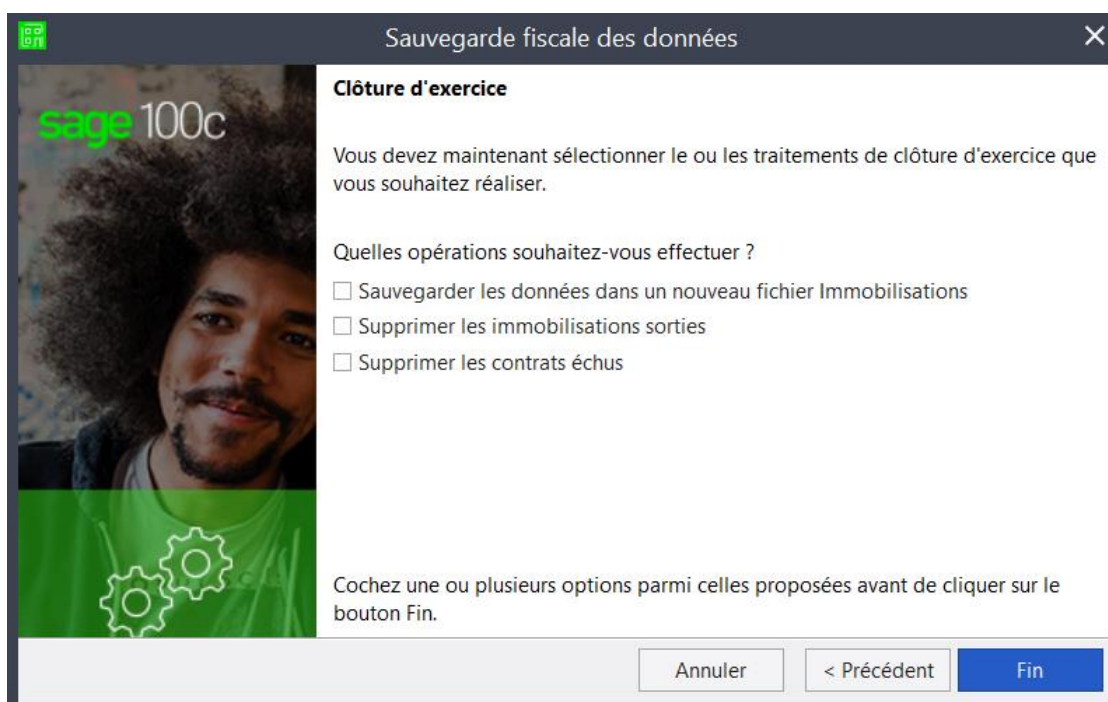 Sauvegarde fiscale des données
sage 100c
Clôture d'exercice
Vous devez maintenant sélectionner le ou les traitements de clôture d'exercice que
vous souhaitez réaliser.
Quelles opérations souhaitez-vous effectuer ?
Sauvegarder les données dans un nouveau fichier Immobilisations
Supprimer les immobilisations sorties
Supprimer les contrats échus
Cochez une ou plusieurs options parmi celles proposées avant de cliquer sur le
bouton Fin.
Annuler
< Précédent
Fin